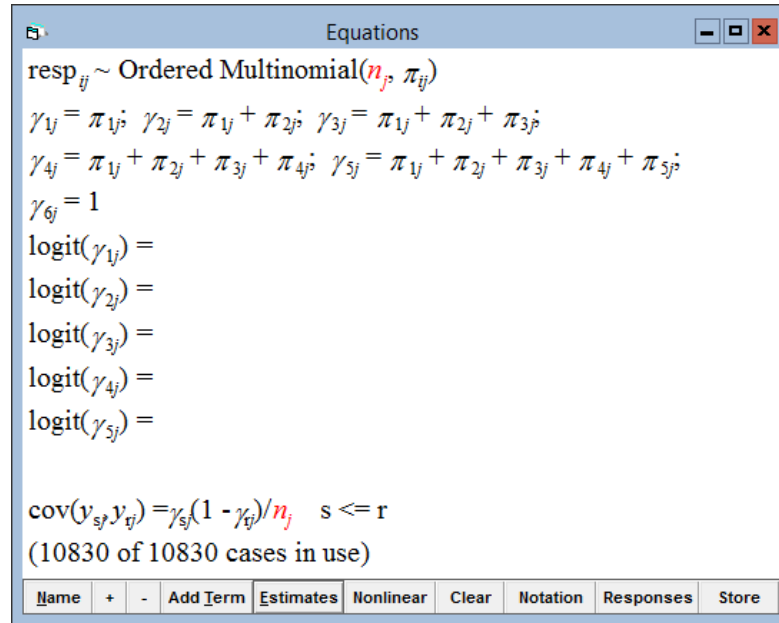 Equations
resp_ij ~ Ordered Multinomial(n_j, π_ij)
γ_1j = π_1j; γ_2j = π_1j + π_2j; γ_3j = π_1j + π_2j + π_3j;
γ_4j = π_1j + π_2j + π_3j + π_4j; γ_5j = π_1j + π_2j + π_3j + π_4j + π_5j;
γ_6j = 1
logit(γ_1j) =
logit(γ_2j) =
logit(γ_3j) =
logit(γ_4j) =
logit(γ_5j) =
cov(y_sj, y_rj) = γ_sj(1 - γ_rj)/n_j s <= r
(10830 of 10830 cases in use)
Name + - Add Term Estimates Nonlinear Clear Notation Responses Store